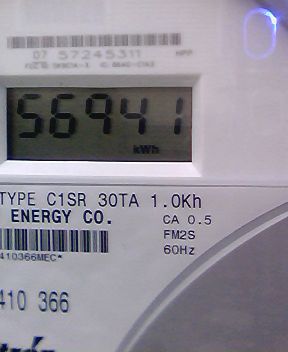 07 57245311
56941
kWh
TYPE C1SR 30TA 1.0Kh
ENERGY CO.
CA 0.5
FM2S
60Hz
410366MEC*
410 366